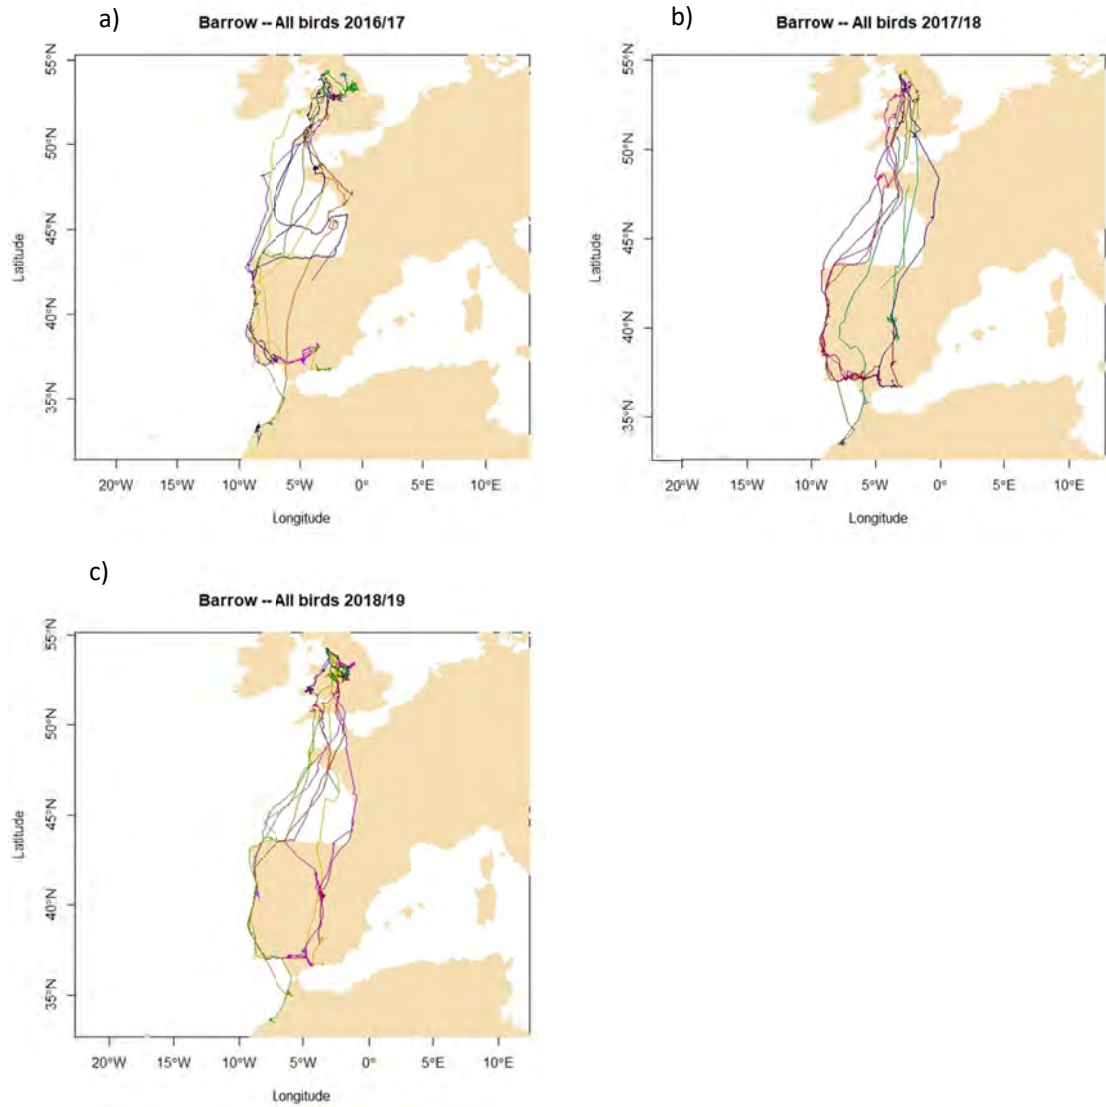 a)
Barrow -- All birds 2016/17
55°N
50°N
45°N
40°N
35°N
Latitude
20°W 15°W 10°W 5°W 0° 5°E 10°E
Longitude
b)
Barrow -- All birds 2017/18
55°N
50°N
45°N
40°N
35°N
Latitude
20°W 15°W 10°W 5°W 0° 5°E 10°E
Longitude
c)
Barrow -- All birds 2018/19
55°N
50°N
45°N
40°N
35°N
Latitude
20°W 15°W 10°W 5°W 0° 5°E 10°E
Longitude